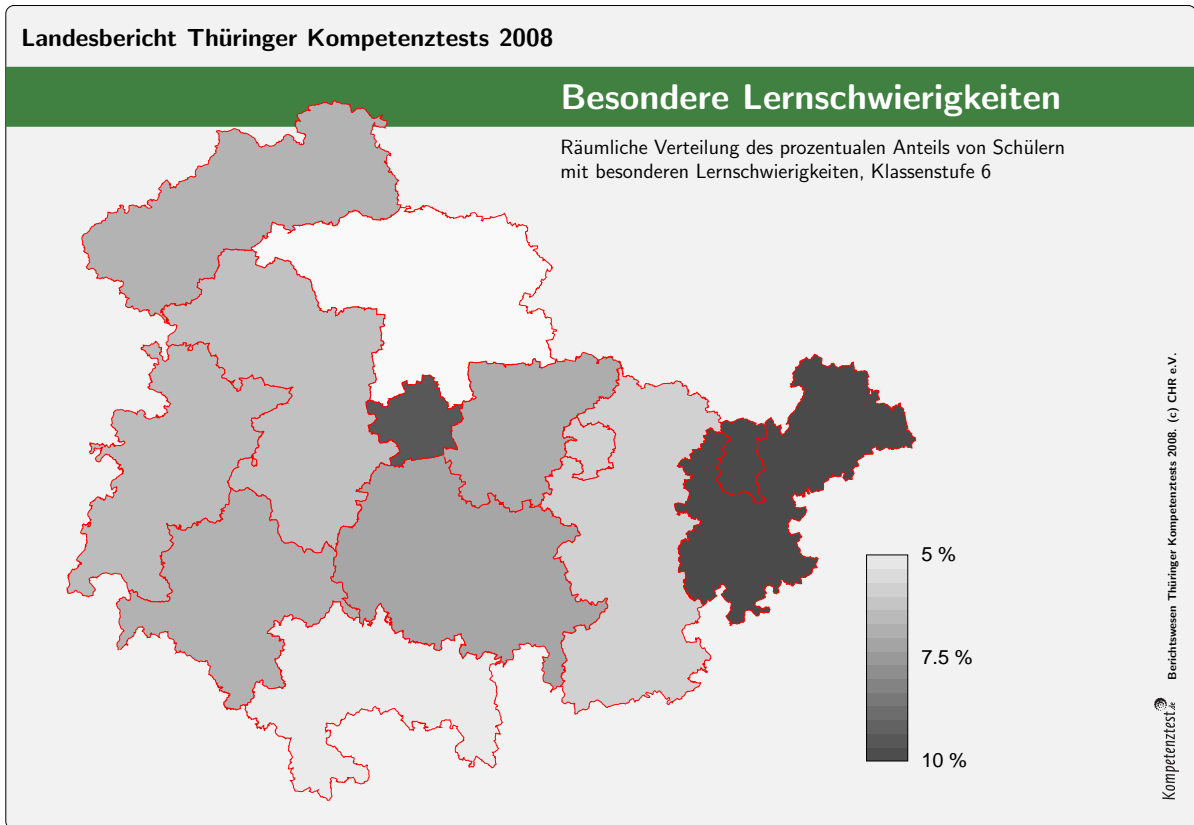 Landesbericht Thüringer Kompetenztests 2008
Besondere Lernschwierigkeiten
Räumliche Verteilung des prozentualen Anteils von Schülern
mit besonderen Lernschwierigkeiten, Klassenstufe 6
5 %
7.5 %
10 %
Berichtswesen Thüringer Kompetenztests 2008. (c) CHR e.V.
Kompetenztest.de